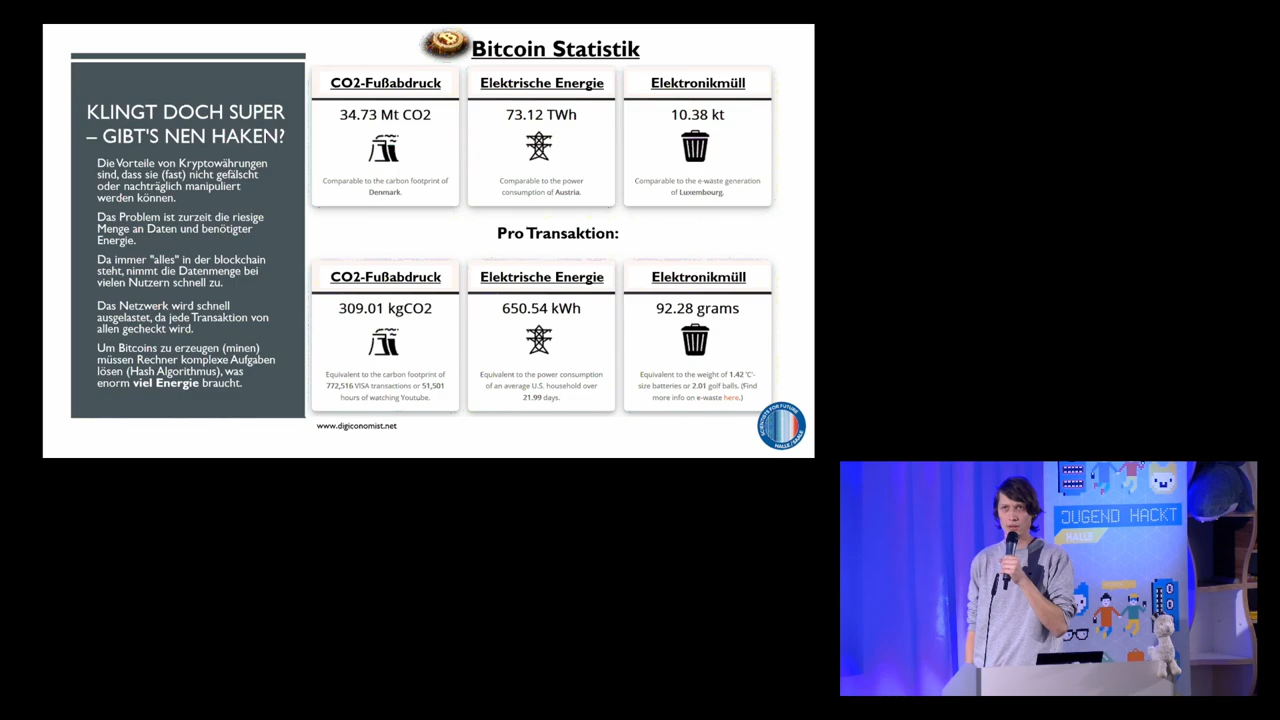 Bitcoin Statistik
KLINGT DOCH SUPER
– GIBT'S NEN HAKEN?
Die Vorteile von Kryptowährungen
sind, dass sie (fast) nicht gefälscht
oder nachträglich manipuliert
werden können.
Das Problem ist zurzeit die riesige
Menge an Daten und benötigter
Energie.
Da immer "alles" in der blockchain
steht, nimmt die Datenmenge bei
vielen Nutzern schnell zu.
Das Netzwerk wird schnell
ausgelastet, da jede Transaktion von
allen gecheckt wird.
Um Bitcoins zu erzeugen (minen)
müssen Rechner komplexe Aufgaben
lösen (Hash Algorithmus), was
enorm viel Energie braucht.
CO2-Fußabdruck
34.73 Mt CO2
Comparable to the carbon footprint of
Denmark.
Elektrische Energie
73.12 TWh
Comparable to the power
consumption of Austria.
Elektronikmüll
10.38 kt
Comparable to the e-waste generation
of Luxembourg.
Pro Transaktion:
CO2-Fußabdruck
309.01 kgCO2
Equivalent to the carbon footprint of
772,516 VISA transactions or 51,501
hours of watching Youtube.
Elektrische Energie
650.54 kWh
Equivalent to the power consumption
of an average U.S. household over
21.99 days.
Elektronikmüll
92.28 grams
Equivalent to the weight of 1.42 'C'-
size batteries or 2.01 golf balls. (Find
more info on e-waste here.)
www.digiconomist.net
SCIENTISTS FOR FUTURE
HALLE / SAALE
JUGEND HACKT
HALLE